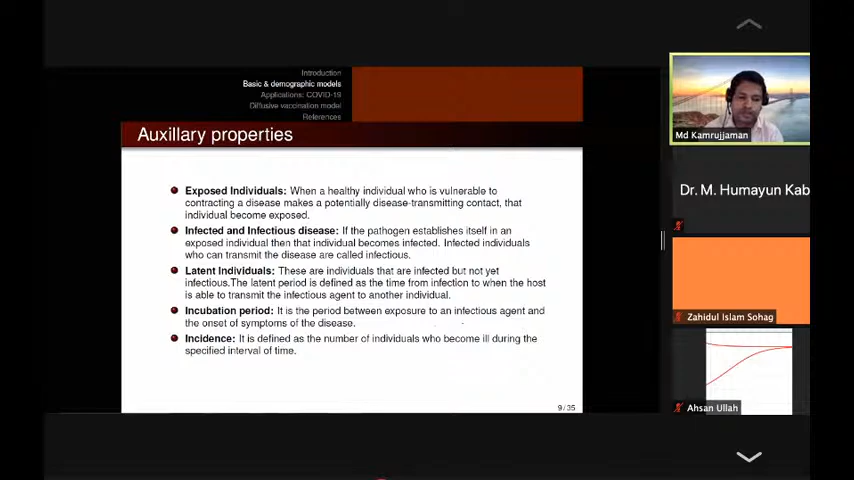 Introduction
Basic & demographic models
Applications: COVID-19
Diffusive vaccination model
References
Auxillary properties
Exposed Individuals: When a healthy individual who is vulnerable to
contracting a disease makes a potentially disease-transmitting contact, that
individual become exposed.
Infected and Infectious disease: If the pathogen establishes itself in an
exposed individual then that individual becomes infected. Infected individuals
who can transmit the disease are called infectious.
Latent Individuals: These are individuals that are infected but not yet
infectious.The latent period is defined as the time from infection to when the host
is able to transmit the infectious agent to another individual.
Incubation period: It is the period between exposure to an infectious agent and
the onset of symptoms of the disease.
Incidence: It is defined as the number of individuals who become ill during the
specified interval of time.
9/35
Md Kamrujjaman
Dr. M. Humayun Kab
Zahidul Islam Sohag
Ahsan Ullah